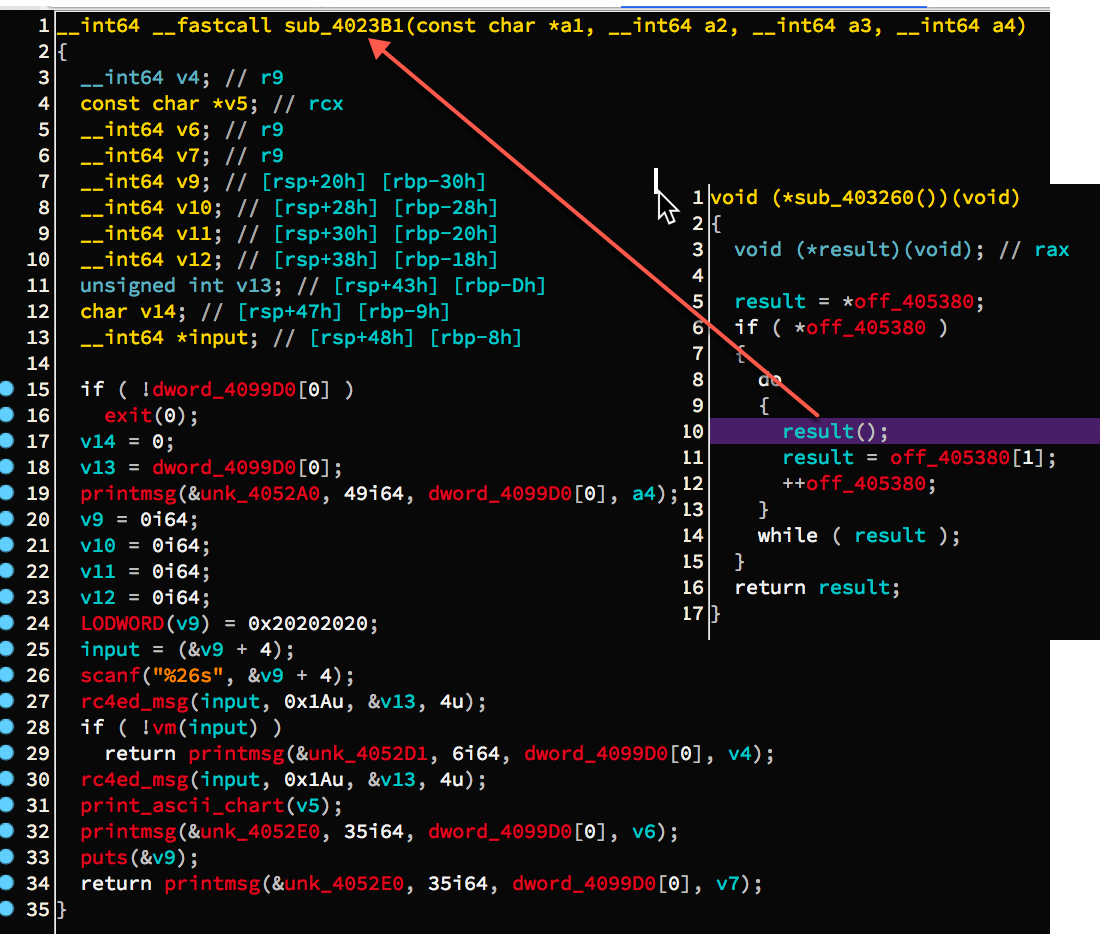 1 __int64 __fastcall sub_4023B1(const char *a1, __int64 a2, __int64 a3, __int64 a4)
2 {
3 __int64 v4; // r9
4 const char *v5; // rcx
5 __int64 v6; // r9
6 __int64 v7; // r9
7 __int64 v9; // [rsp+20h] [rbp-30h]
8 __int64 v10; // [rsp+28h] [rbp-28h]
9 __int64 v11; // [rsp+30h] [rbp-20h]
10 __int64 v12; // [rsp+38h] [rbp-18h]
11 unsigned int v13; // [rsp+43h] [rbp-Dh]
12 char v14; // [rsp+47h] [rbp-9h]
13 __int64 *input; // [rsp+48h] [rbp-8h]
14
15 if ( !dword_4099D0[0] )
16 exit(0);
17 v14 = 0;
18 v13 = dword_4099D0[0];
19 printmsg(&unk_4052A0, 49i64, dword_4099D0[0], a4);
20 v9 = 0i64;
21 v10 = 0i64;
22 v11 = 0i64;
23 v12 = 0i64;
24 LODWORD(v9) = 0x20202020;
25 input = (&v9 + 4);
26 scanf("%26s", &v9 + 4);
27 rc4ed_msg(input, 0x1Au, &v13, 4u);
28 if ( !vm(input) )
29 return printmsg(&unk_4052D1, 6i64, dword_4099D0[0], v4);
30 rc4ed_msg(input, 0x1Au, &v13, 4u);
31 print_ascii_chart(v5);
32 printmsg(&unk_4052E0, 35i64, dword_4099D0[0], v6);
33 puts(&v9);
34 return printmsg(&unk_4052E0, 35i64, dword_4099D0[0], v7);
35 }
1 void (*sub_403260())(void)
2 {
3 void (*result)(void); // rax
4
5 result = *off_405380;
6 if ( *off_405380 )
7 {
8 do
9 {
10 result();
11 result = off_405380[1];
12 ++off_405380;
13 }
14 while ( result );
15 }
16 return result;
17 }